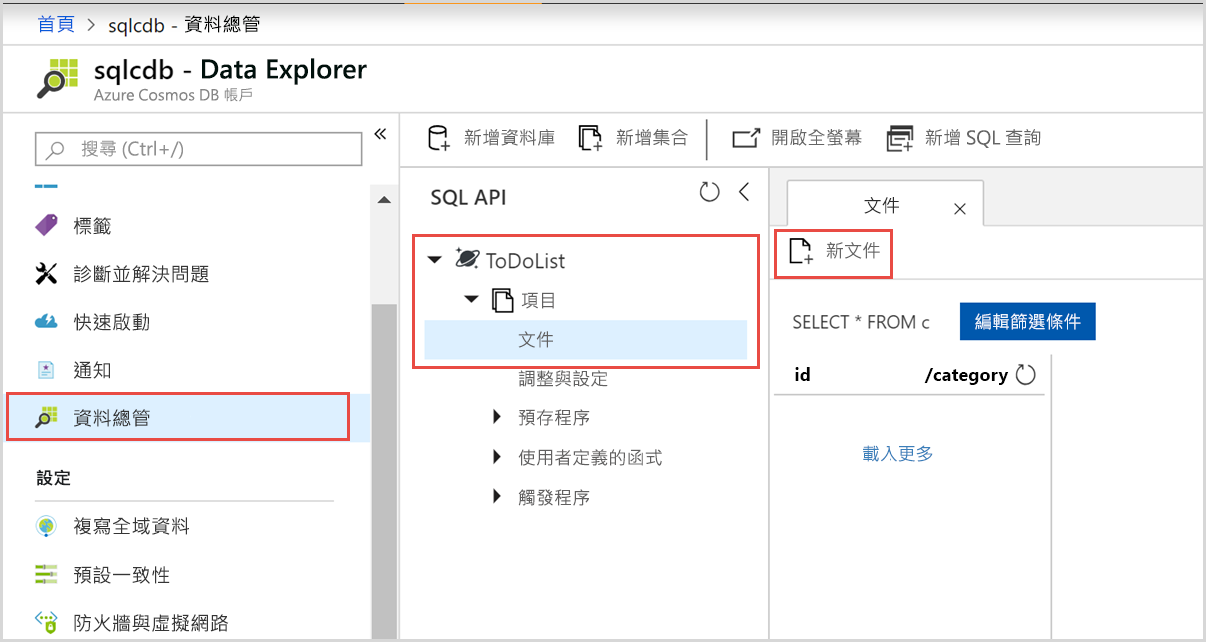 首頁 > sqlcdb - 資料總管
sqlcdb - Data Explorer
Azure Cosmos DB 帳戶
搜尋 (Ctrl+/)
標籤
診斷並解決問題
快速啟動
通知
資料總管
設定
複寫全域資料
預設一致性
防火牆與虛擬網路
新增資料庫
新增集合
開啟全螢幕
新增 SQL 查詢
SQL API
ToDoList
項目
文件
調整與設定
預存程序
使用者定義的函式
觸發程序
文件
新文件
SELECT * FROM c
編輯篩選條件
id /category
載入更多